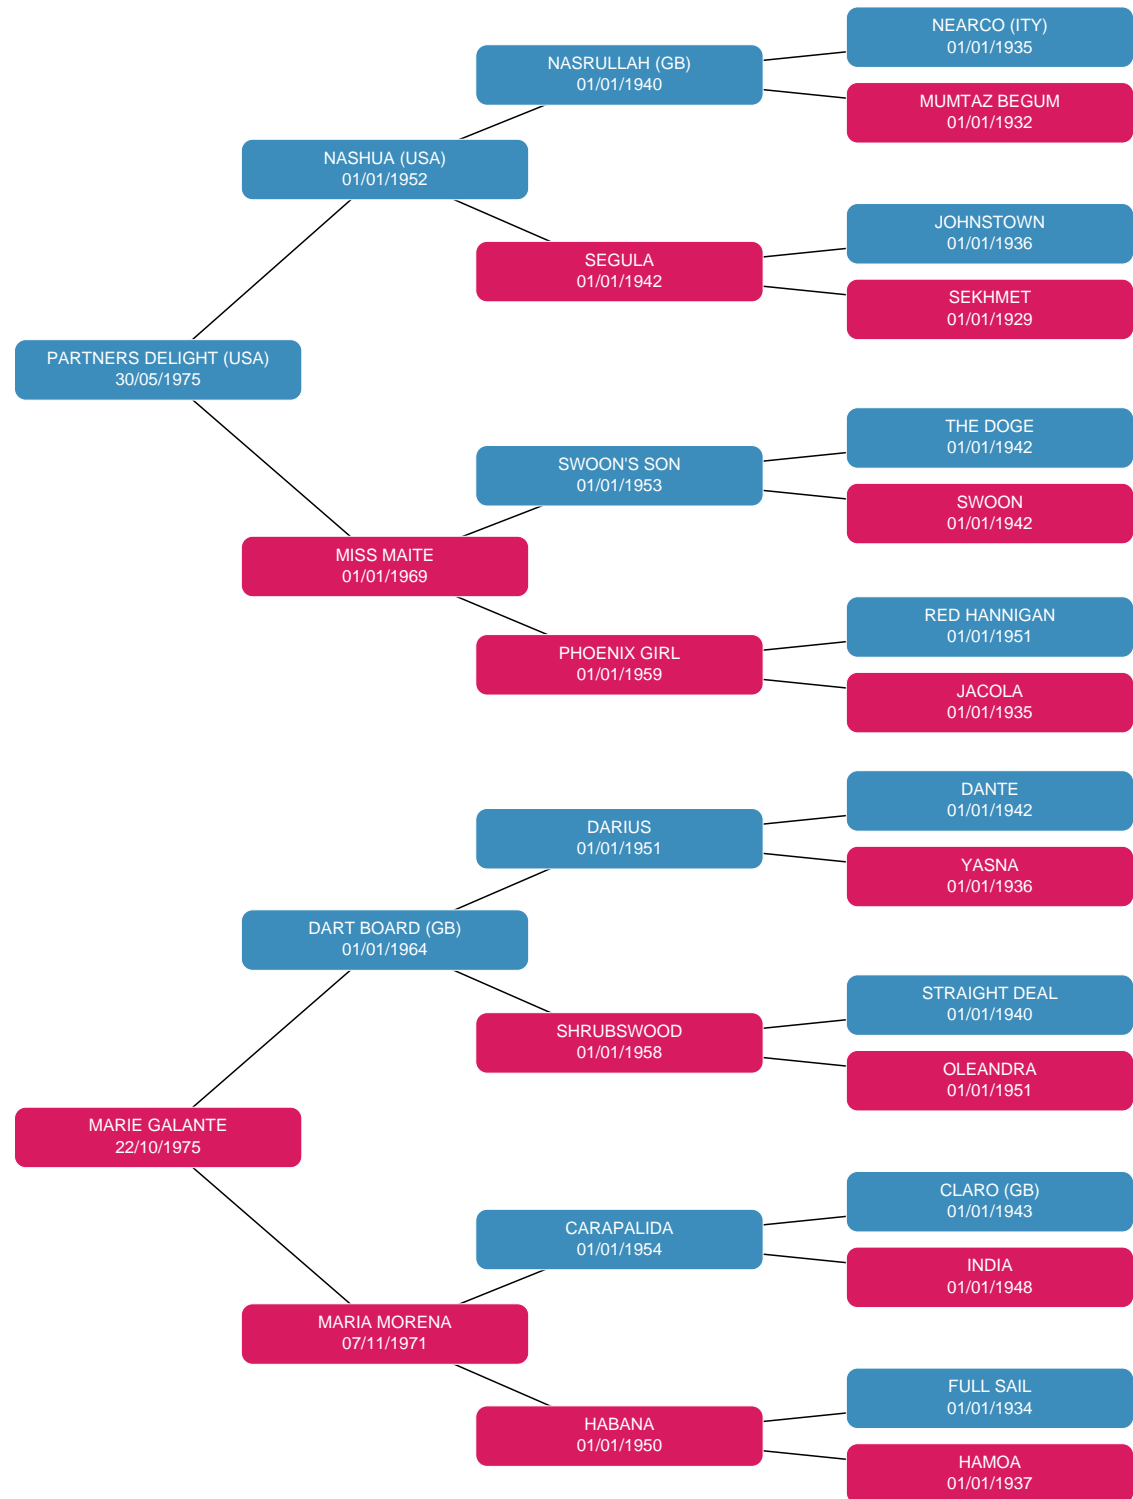 NEARCO (ITY)
01/01/1935
NASRULLAH (GB)
01/01/1940
MUMTAZ BEGUM
01/01/1932
NASHUA (USA)
01/01/1952
JOHNSTOWN
01/01/1936
SEGULA
01/01/1942
SEKHMET
01/01/1929
PARTNERS DELIGHT (USA)
30/05/1975
THE DOGE
01/01/1942
SWOON'S SON
01/01/1953
SWOON
01/01/1942
MISS MAITE
01/01/1969
RED HANNIGAN
01/01/1951
PHOENIX GIRL
01/01/1959
JACOLA
01/01/1935
DANTE
01/01/1942
DARIUS
01/01/1951
YASNA
01/01/1936
DART BOARD (GB)
01/01/1964
STRAIGHT DEAL
01/01/1940
SHRUBSWOOD
01/01/1958
OLEANDRA
01/01/1951
MARIE GALANTE
22/10/1975
CLARO (GB)
01/01/1943
CARAPALIDA
01/01/1954
INDIA
01/01/1948
MARIA MORENA
07/11/1971
FULL SAIL
01/01/1934
HABANA
01/01/1950
HAMOA
01/01/1937